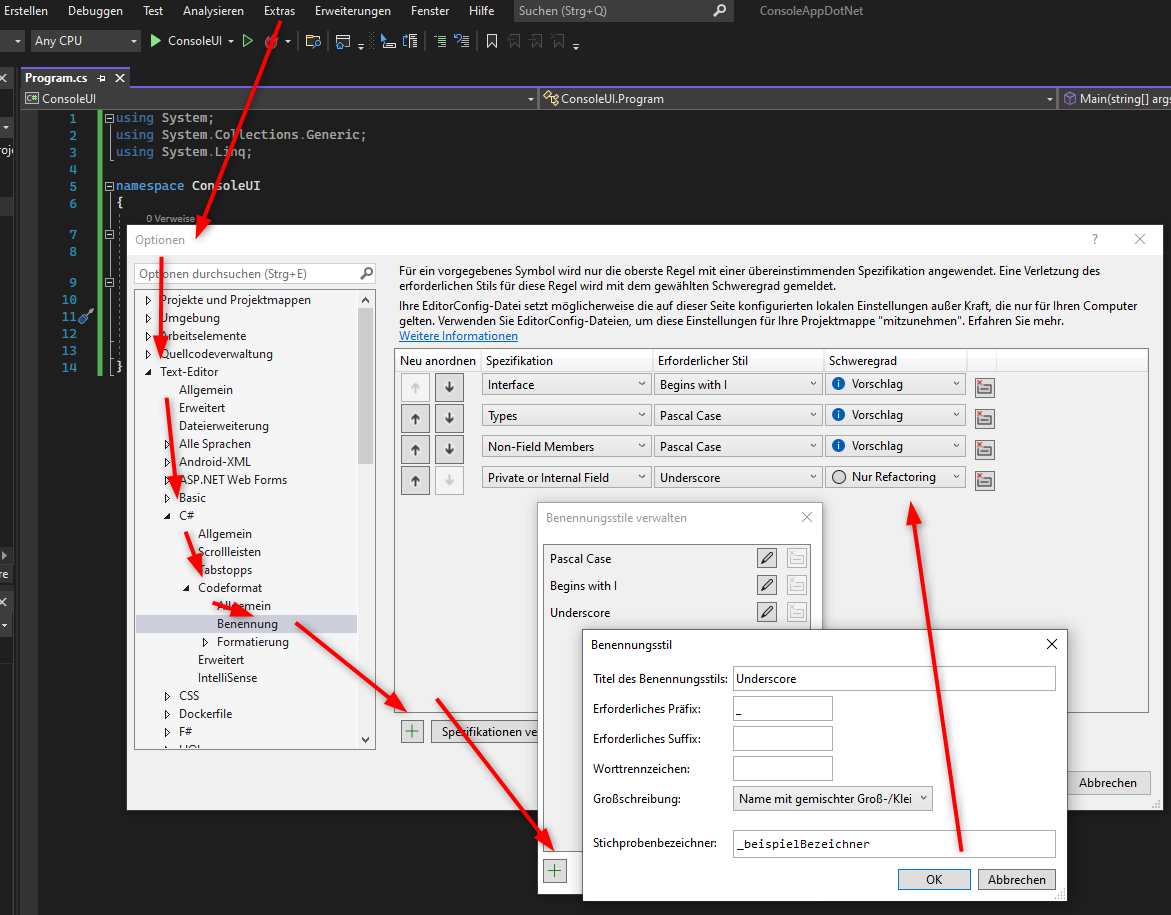 Erstellen Debuggen Test Analysieren Extras Erweiterungen Fenster Hilfe Suchen (Strg+Q) ConsoleAppDotNet
Any CPU ConsoleUI
Program.cs
C# ConsoleUI ConsoleUI.Program Main(string[] args
1 using System;
2 using System.Collections.Generic;
3 using System.Linq;
4
5 namespace ConsoleUI
6 {
0 Verweise
7
8
9
10
11
12
13
14 }
Optionen ?
Optionen durchsuchen (Strg+E)
Projekte und Projektmappen
Umgebung
Arbeitselemente
Quellcodeverwaltung
Text-Editor
Allgemein
Erweitert
Dateierweiterung
Alle Sprachen
Android-XML
ASP.NET Web Forms
Basic
C#
Allgemein
Scrollleisten
Tabstopps
Codeformat
Allgemein
Benennung
Formatierung
Erweitert
IntelliSense
CSS
Dockerfile
F#
Für ein vorgegebenes Symbol wird nur die oberste Regel mit einer übereinstimmenden Spezifikation angewendet. Eine Verletzung des
erforderlichen Stils für diese Regel wird mit dem gewählten Schweregrad gemeldet.
Ihre EditorConfig-Datei setzt möglicherweise die auf dieser Seite konfigurierten lokalen Einstellungen außer Kraft, die nur für Ihren Computer
gelten. Verwenden Sie EditorConfig-Dateien, um diese Einstellungen für Ihre Projektmappe "mitzunehmen". Erfahren Sie mehr.
Weitere Informationen
Neu anordnen Spezifikation Erforderlicher Stil Schweregrad
Interface Begins with I Vorschlag
Types Pascal Case Vorschlag
Non-Field Members Pascal Case Vorschlag
Private or Internal Field Underscore Nur Refactoring
Spezifikationen ve
Abbrechen
Benennungsstile verwalten
Pascal Case
Begins with I
Underscore
Benennungsstil
Titel des Benennungsstils: Underscore
Erforderliches Präfix: _
Erforderliches Suffix:
Worttrennzeichen:
Großschreibung: Name mit gemischter Groß-/Klei
Stichprobenbezeichner: _beispielBezeichner
OK Abbrechen